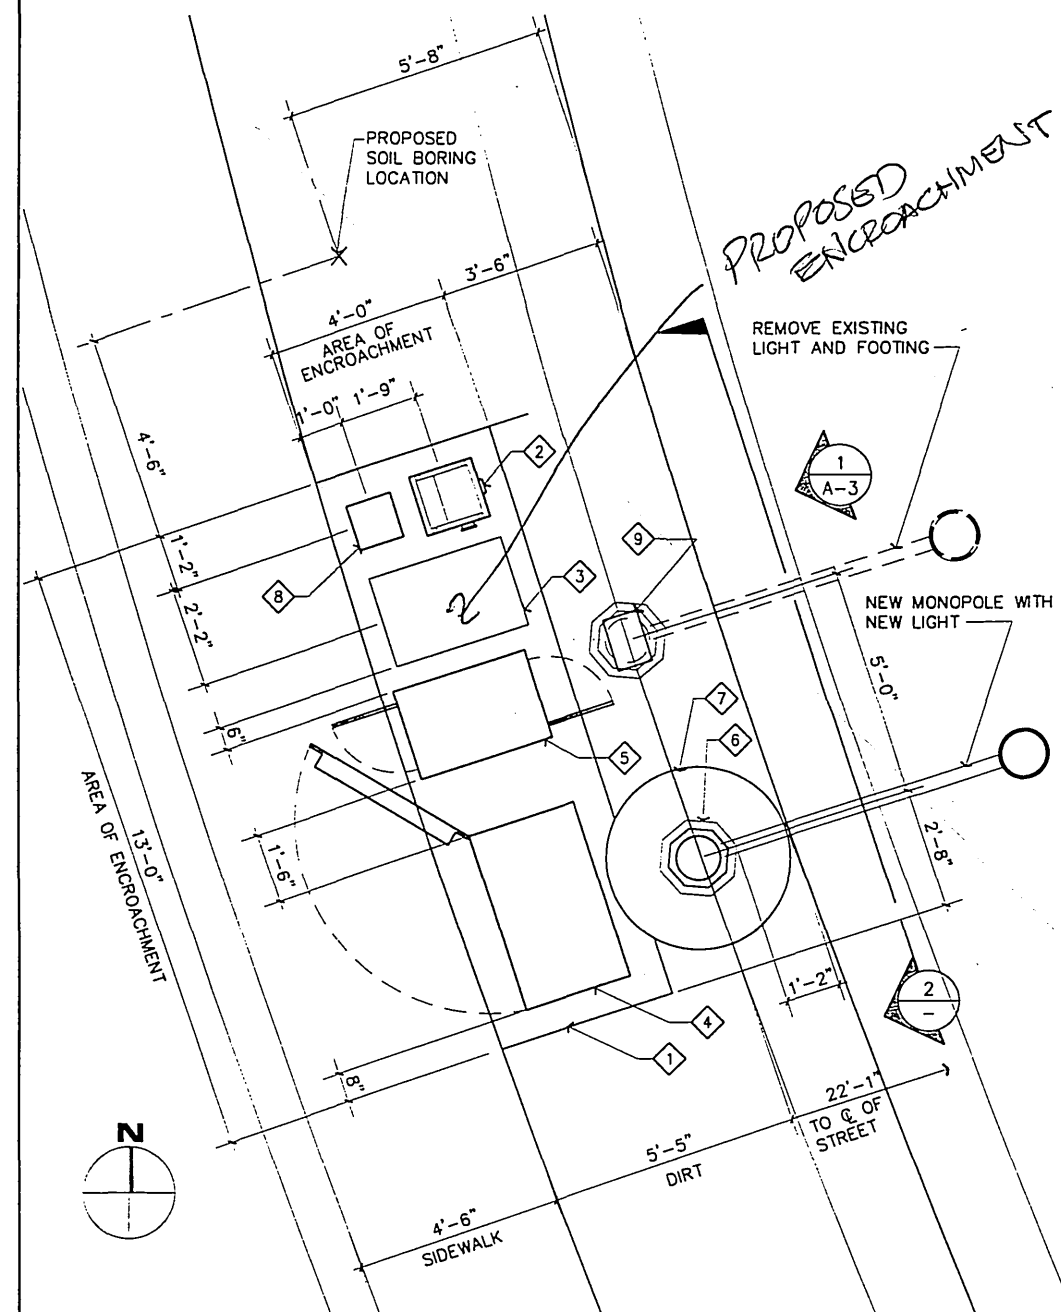 5'-8"
PROPOSED
SOIL BORING
LOCATION
PROPOSED
ENCROACHMENT
3'-6"
4'-0"
AREA OF
ENCROACHMENT
REMOVE EXISTING
LIGHT AND FOOTING
1'-0"
1'-9"
4'-6"
2
1
A-3
9
1'-2"
8
3
2
NEW MONOPOLE WITH
NEW LIGHT
2'-2"
5'-0"
7
6"
6
5
AREA OF ENCROACHMENT
13'-0"
1'-6"
2'-8"
1'-2"
2
-
4
1
8"
22'-1"
TO ℄ OF
STREET
N
5'-5"
DIRT
4'-6"
SIDEWALK